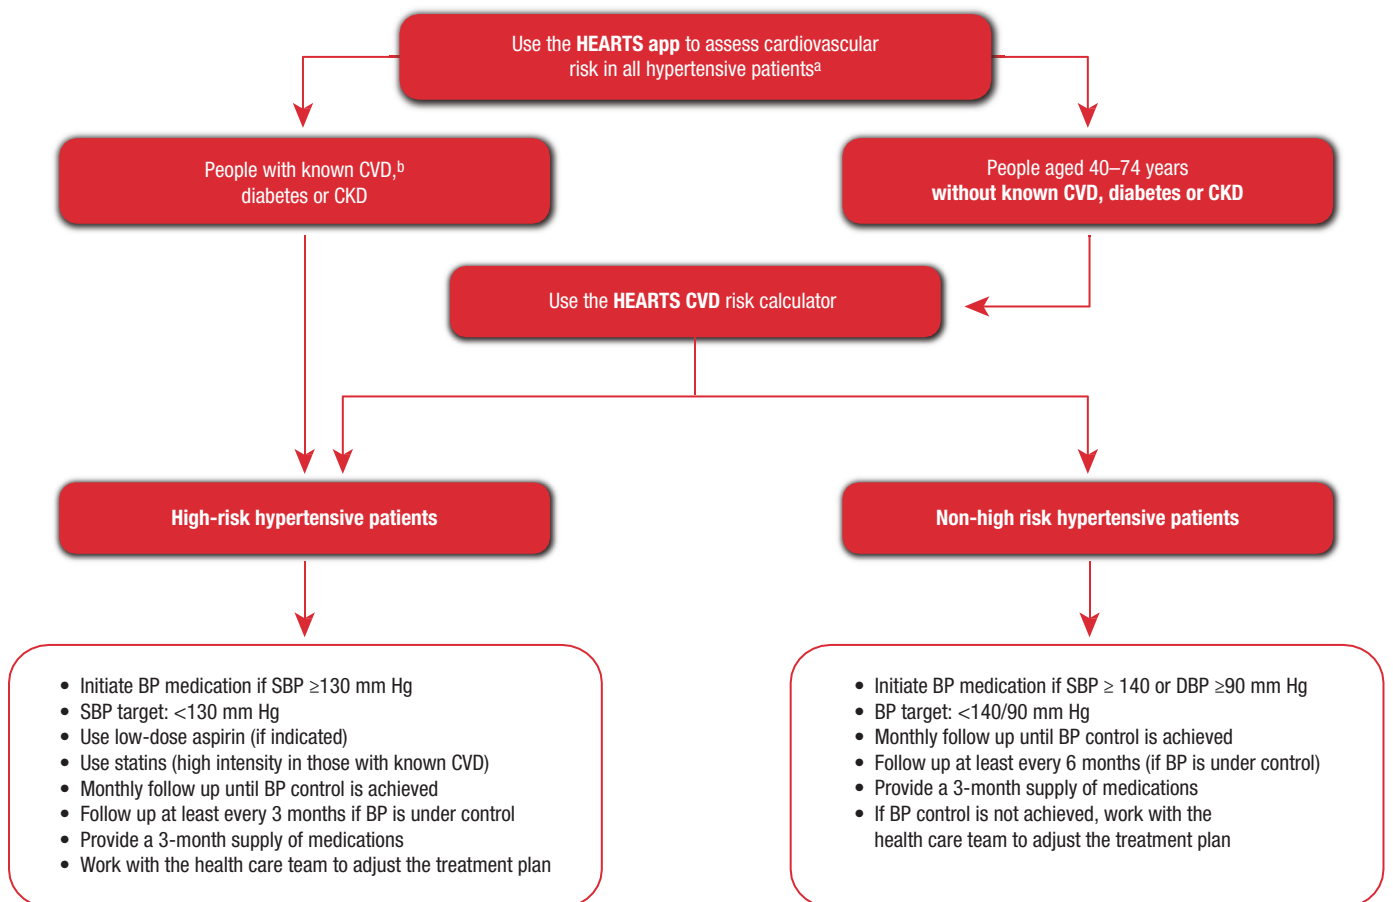 Use the HEARTS app to assess cardiovascular
risk in all hypertensive patientsᵃ
People with known CVD,ᵇ
diabetes or CKD
People aged 40–74 years
without known CVD, diabetes or CKD
Use the HEARTS CVD risk calculator
High-risk hypertensive patients
Non-high risk hypertensive patients
• Initiate BP medication if SBP ≥130 mm Hg
• SBP target: <130 mm Hg
• Use low-dose aspirin (if indicated)
• Use statins (high intensity in those with known CVD)
• Monthly follow up until BP control is achieved
• Follow up at least every 3 months if BP is under control
• Provide a 3-month supply of medications
• Work with the health care team to adjust the treatment plan
• Initiate BP medication if SBP ≥ 140 or DBP ≥90 mm Hg
• BP target: <140/90 mm Hg
• Monthly follow up until BP control is achieved
• Follow up at least every 6 months (if BP is under control)
• Provide a 3-month supply of medications
• If BP control is not achieved, work with the
health care team to adjust the treatment plan